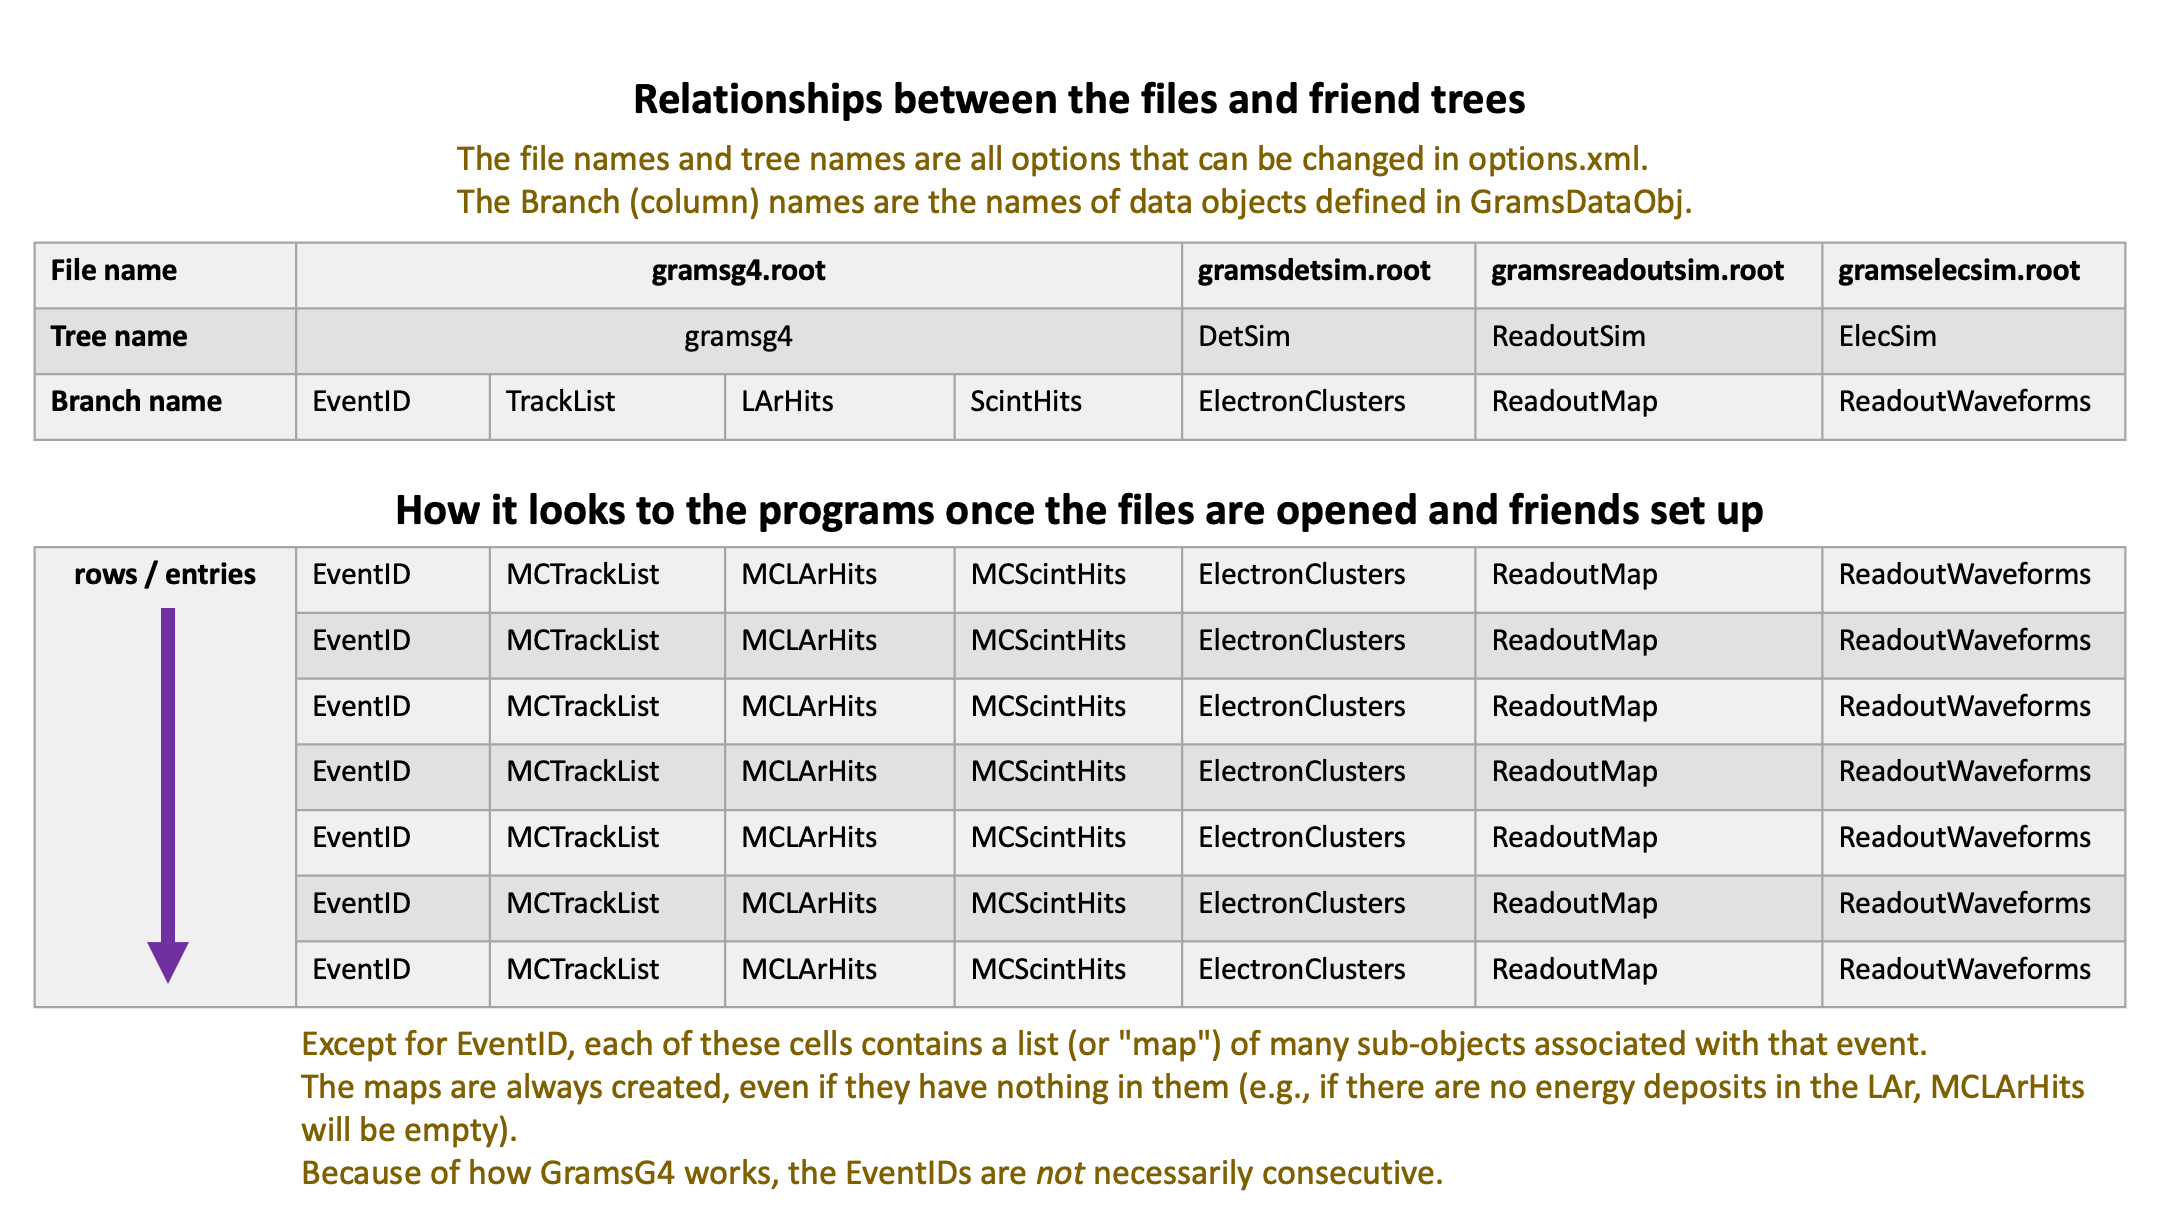 Relationships between the files and friend trees
The file names and tree names are all options that can be changed in options.xml.
The Branch (column) names are the names of data objects defined in GramsDataObj.
File name gramsg4.root gramsdetsim.root gramsreadoutsim.root gramselecsim.root
Tree name gramsg4 DetSim ReadoutSim ElecSim
Branch name EventID TrackList LArHits ScintHits ElectronClusters ReadoutMap ReadoutWaveforms
How it looks to the programs once the files are opened and friends set up
rows / entries EventID MCTrackList MCLArHits MCScintHits ElectronClusters ReadoutMap ReadoutWaveforms
EventID MCTrackList MCLArHits MCScintHits ElectronClusters ReadoutMap ReadoutWaveforms
EventID MCTrackList MCLArHits MCScintHits ElectronClusters ReadoutMap ReadoutWaveforms
EventID MCTrackList MCLArHits MCScintHits ElectronClusters ReadoutMap ReadoutWaveforms
EventID MCTrackList MCLArHits MCScintHits ElectronClusters ReadoutMap ReadoutWaveforms
EventID MCTrackList MCLArHits MCScintHits ElectronClusters ReadoutMap ReadoutWaveforms
EventID MCTrackList MCLArHits MCScintHits ElectronClusters ReadoutMap ReadoutWaveforms
Except for EventID, each of these cells contains a list (or "map") of many sub-objects associated with that event.
The maps are always created, even if they have nothing in them (e.g., if there are no energy deposits in the LAr, MCLArHits
will be empty).
Because of how GramsG4 works, the EventIDs are not necessarily consecutive.